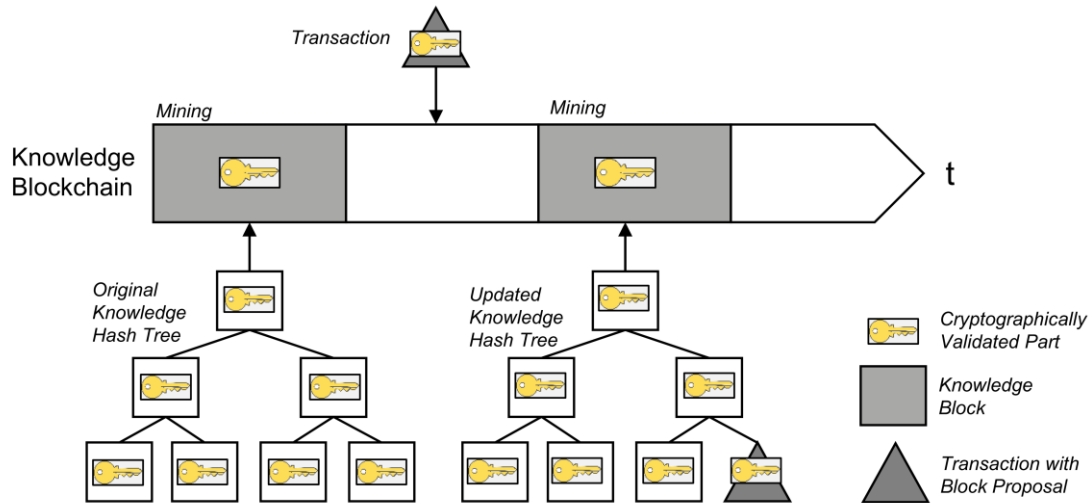 Transaction
Mining
Mining
Knowledge
Blockchain
t
Original
Knowledge
Hash Tree
Updated
Knowledge
Hash Tree
Cryptographically
Validated Part
Knowledge
Block
Transaction with
Block Proposal